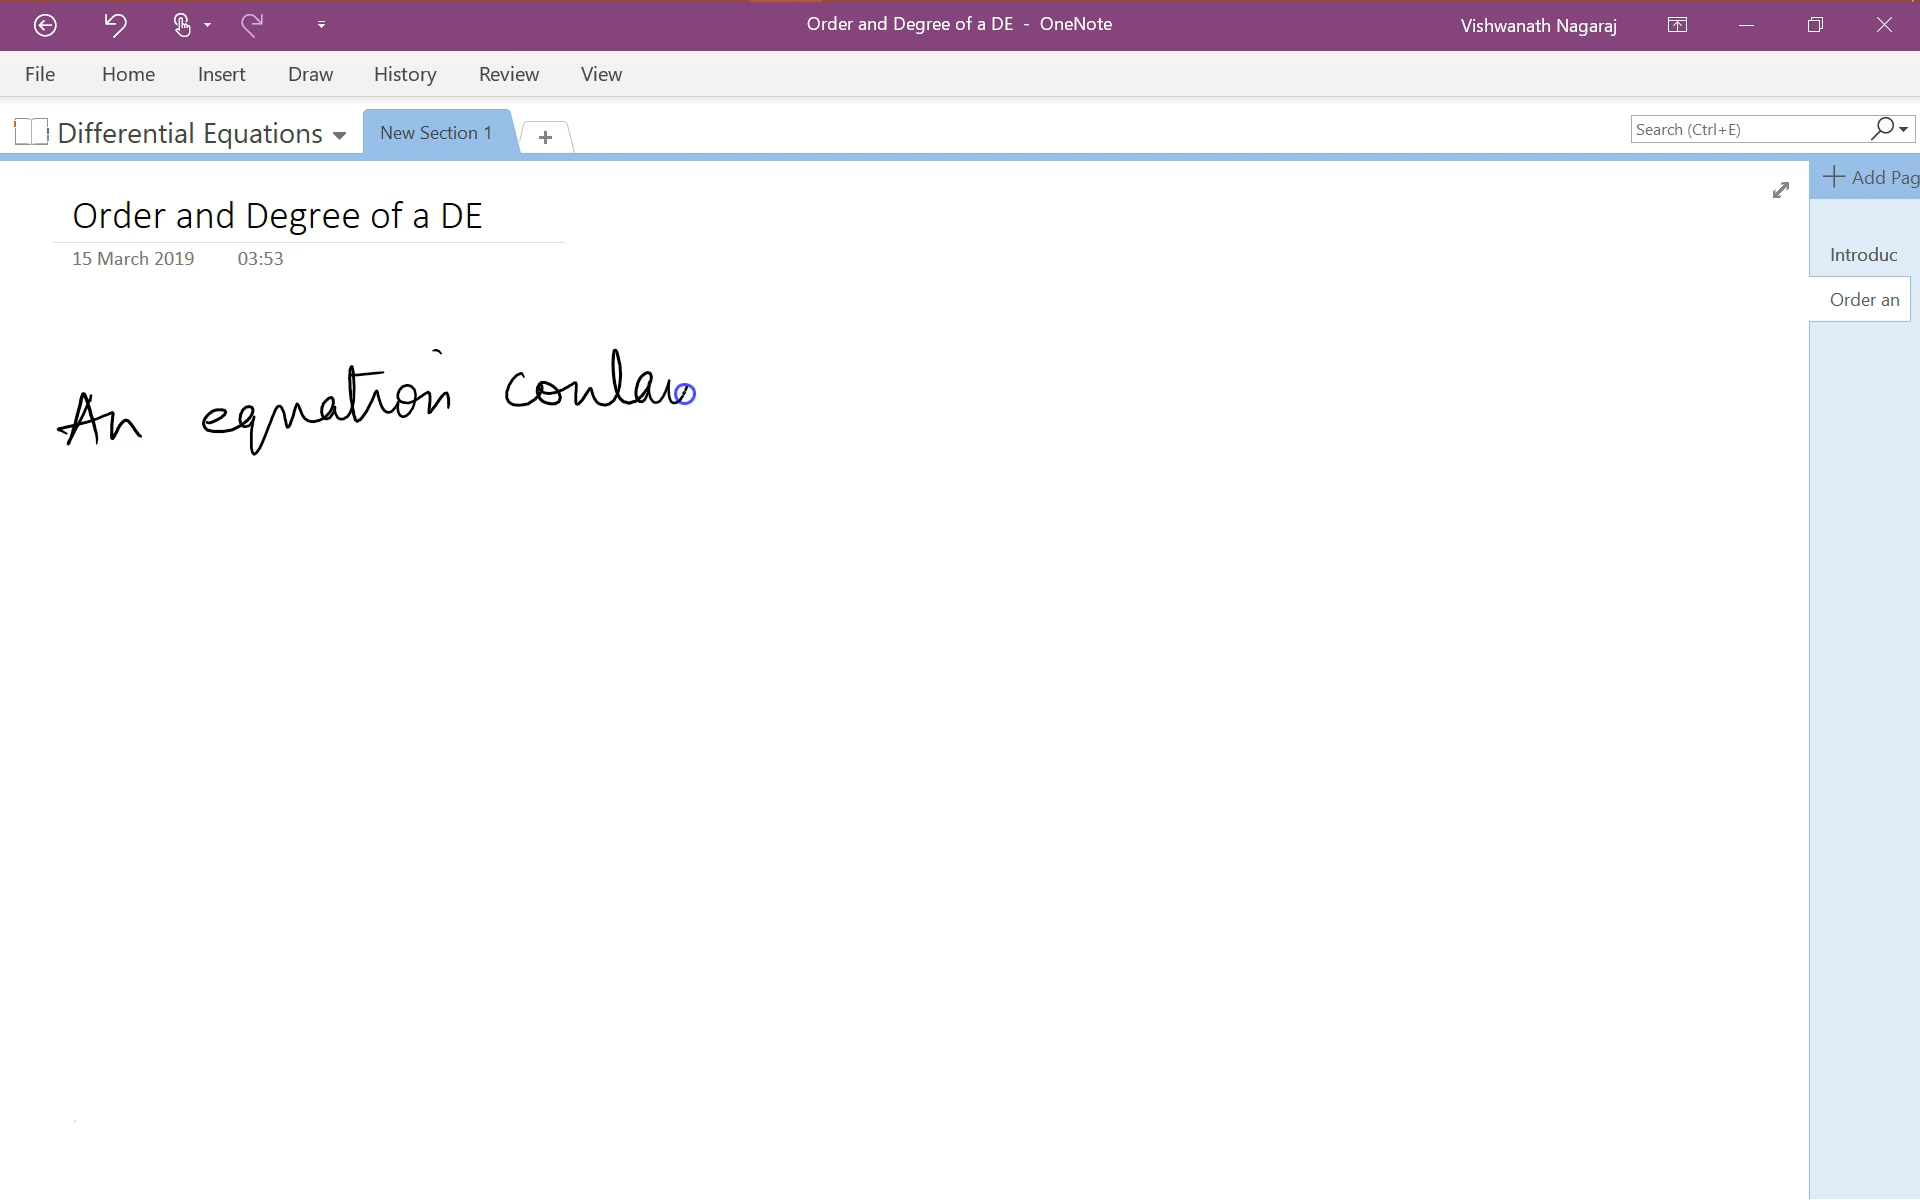 Order and Degree of a DE - OneNote
Vishwanath Nagaraj
File Home Insert Draw History Review View
Differential Equations
New Section 1
Search (Ctrl+E)
Add Pag
Order and Degree of a DE
15 March 2019 03:53
Introduc
Order an
An equation